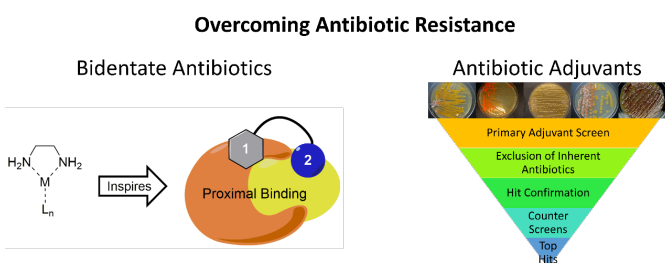 Overcoming Antibiotic Resistance
Bidentate Antibiotics
H₂N
NH₂
M
Lₙ
Inspires
1
2
Proximal Binding
Antibiotic Adjuvants
Primary Adjuvant Screen
Exclusion of Inherent
Antibiotics
Hit Confirmation
Counter
Screens
Top
Hits